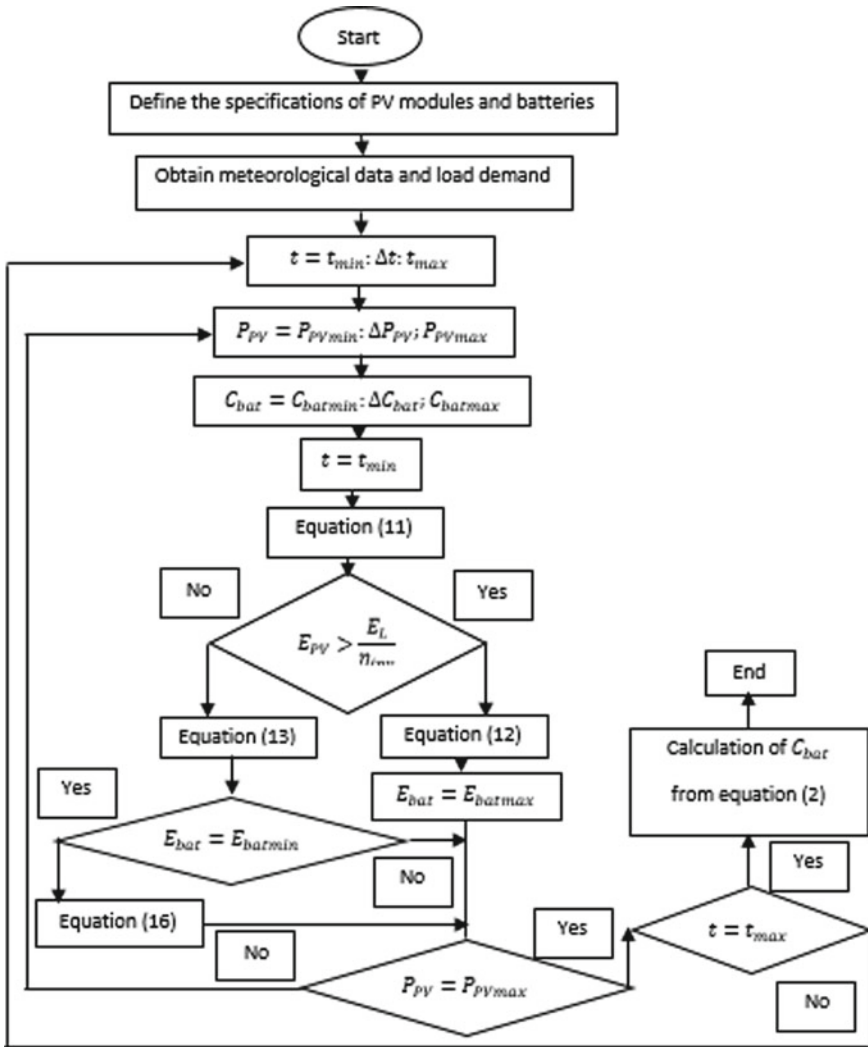 Start
Define the specifications of PV modules and batteries
Obtain meteorological data and load demand
t = t_min: Δt: t_max
P_PV = P_PVmin: ΔP_PV; P_PVmax
C_bat = C_batmin: ΔC_bat; C_batmax
t = t_min
Equation (11)
No
Yes
E_PV > E_L
n_inv
End
Equation (13)
Equation (12)
Calculation of C_bat
from equation (2)
Yes
E_bat = E_batmax
E_bat = E_batmin
No
Yes
Equation (16)
No
Yes
t = t_max
P_PV = P_PVmax
No